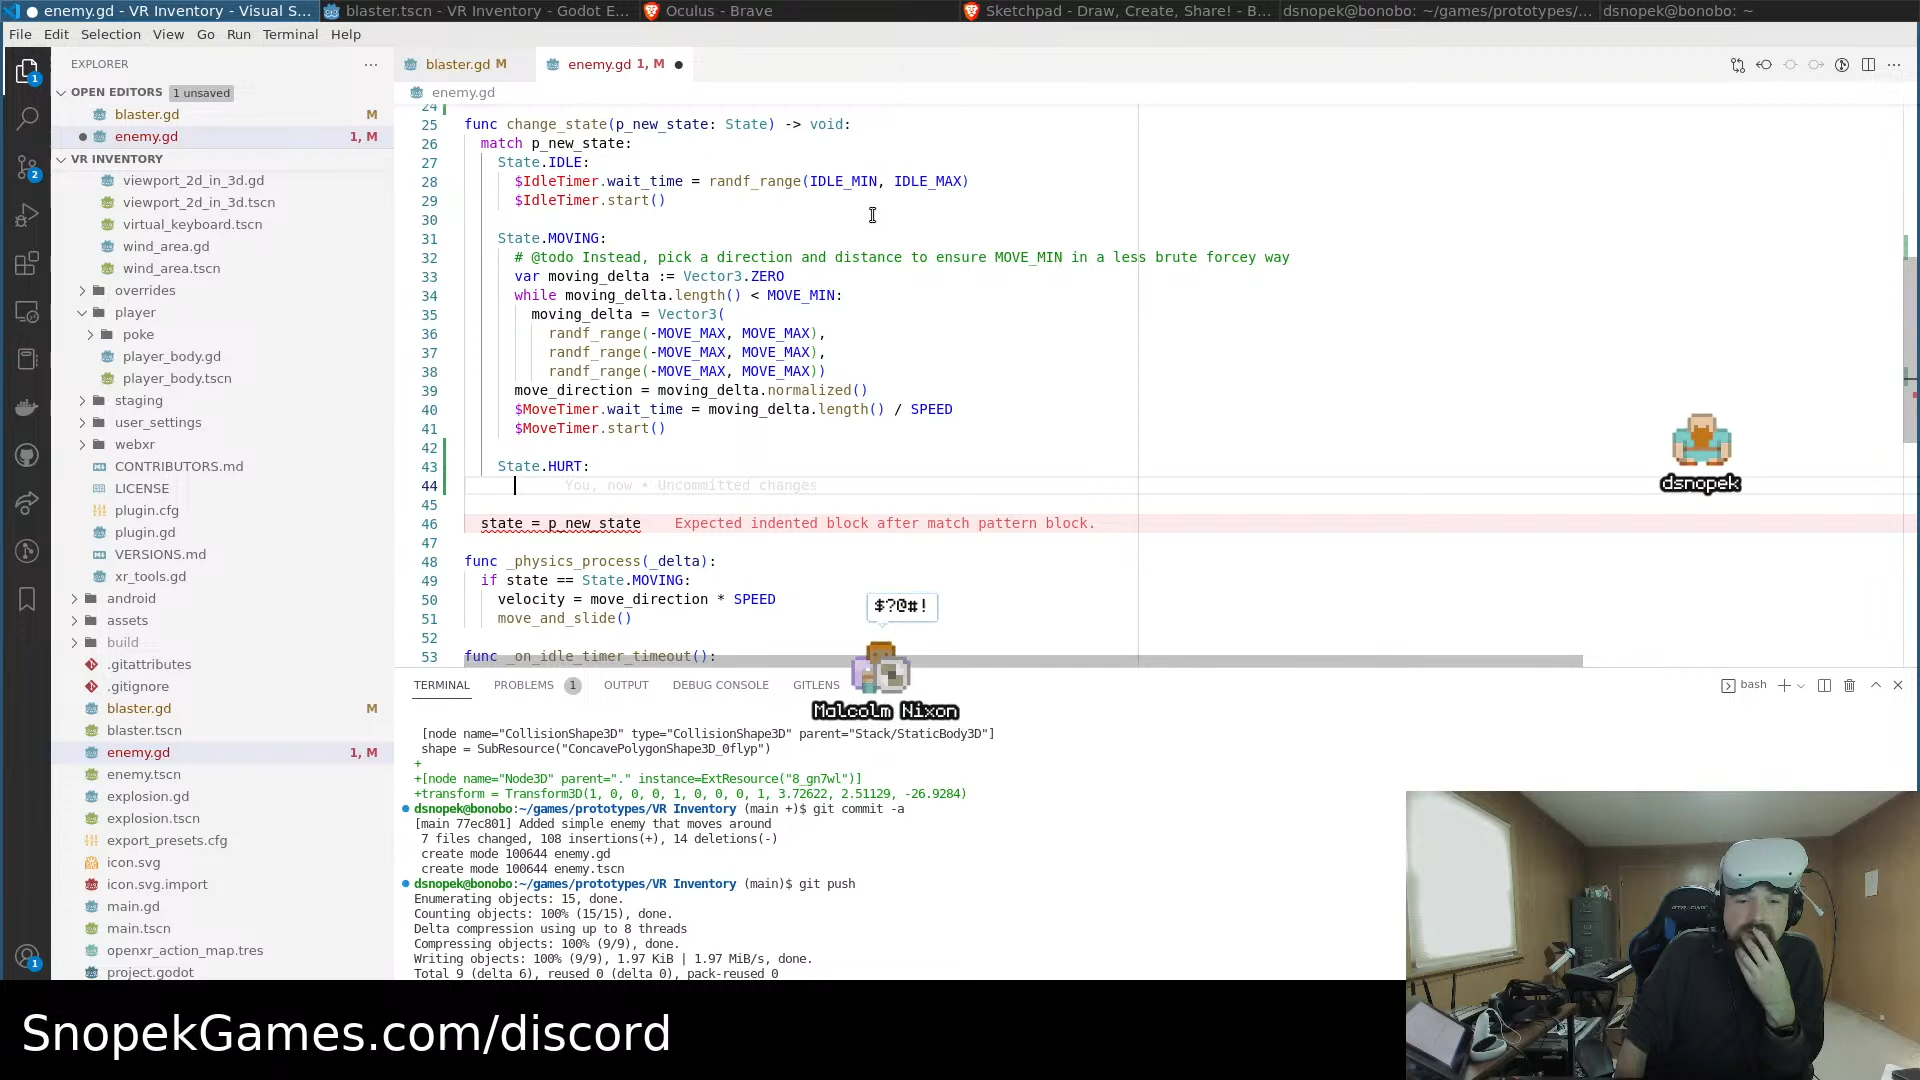 enemy.gd - VR Inventory - Visual S...
blaster.tscn - VR Inventory - Godot E...
Oculus - Brave
Sketchpad - Draw, Create, Share! - B...
dsnopek@bonobo: ~/games/prototypes/...
dsnopek@bonobo: ~
File Edit Selection View Go Run Terminal Help
EXPLORER
blaster.gd M
enemy.gd 1, M
OPEN EDITORS 1 unsaved
enemy.gd
blaster.gd M
enemy.gd 1, M
VR INVENTORY
viewport_2d_in_3d.gd
viewport_2d_in_3d.tscn
virtual_keyboard.tscn
wind_area.gd
wind_area.tscn
overrides
player
poke
player_body.gd
player_body.tscn
staging
user_settings
webxr
CONTRIBUTORS.md
LICENSE
plugin.cfg
plugin.gd
VERSIONS.md
xr_tools.gd
android
assets
build
.gitattributes
.gitignore
blaster.gd M
blaster.tscn
enemy.gd 1, M
enemy.tscn
explosion.gd
explosion.tscn
export_presets.cfg
icon.svg
icon.svg.import
main.gd
main.tscn
openxr_action_map.tres
project.godot
1
2
1
24
25 func change_state(p_new_state: State) -> void:
26 match p_new_state:
27 State.IDLE:
28 $IdleTimer.wait_time = randf_range(IDLE_MIN, IDLE_MAX)
29 $IdleTimer.start()
30
31 State.MOVING:
32 # @todo Instead, pick a direction and distance to ensure MOVE_MIN in a less brute forcey way
33 var moving_delta := Vector3.ZERO
34 while moving_delta.length() < MOVE_MIN:
35 moving_delta = Vector3(
36 randf_range(-MOVE_MAX, MOVE_MAX),
37 randf_range(-MOVE_MAX, MOVE_MAX),
38 randf_range(-MOVE_MAX, MOVE_MAX))
39 move_direction = moving_delta.normalized()
40 $MoveTimer.wait_time = moving_delta.length() / SPEED
41 $MoveTimer.start()
42
43 State.HURT:
44 You, now • Uncommitted changes
45
46 state = p_new_state Expected indented block after match pattern block.
47
48 func _physics_process(_delta):
49 if state == State.MOVING:
50 velocity = move_direction * SPEED
51 move_and_slide()
52
53 func _on_idle_timer_timeout():
dsnopek
$?@#!
Malcolm Nixon
TERMINAL PROBLEMS 1 OUTPUT DEBUG CONSOLE GITLENS
bash
[node name="CollisionShape3D" type="CollisionShape3D" parent="Stack/StaticBody3D"]
shape = SubResource("ConcavePolygonShape3D_0flyp")
+
+[node name="Node3D" parent="." instance=ExtResource("8_gn7wl")]
+transform = Transform3D(1, 0, 0, 0, 1, 0, 0, 0, 1, 3.72622, 2.51129, -26.9284)
dsnopek@bonobo:~/games/prototypes/VR Inventory (main +)$ git commit -a
[main 77ec801] Added simple enemy that moves around
7 files changed, 108 insertions(+), 14 deletions(-)
create mode 100644 enemy.gd
create mode 100644 enemy.tscn
dsnopek@bonobo:~/games/prototypes/VR Inventory (main)$ git push
Enumerating objects: 15, done.
Counting objects: 100% (15/15), done.
Delta compression using up to 8 threads
Compressing objects: 100% (9/9), done.
Writing objects: 100% (9/9), 1.97 KiB | 1.97 MiB/s, done.
Total 9 (delta 6), reused 0 (delta 0), pack-reused 0
SnopekGames.com/discord